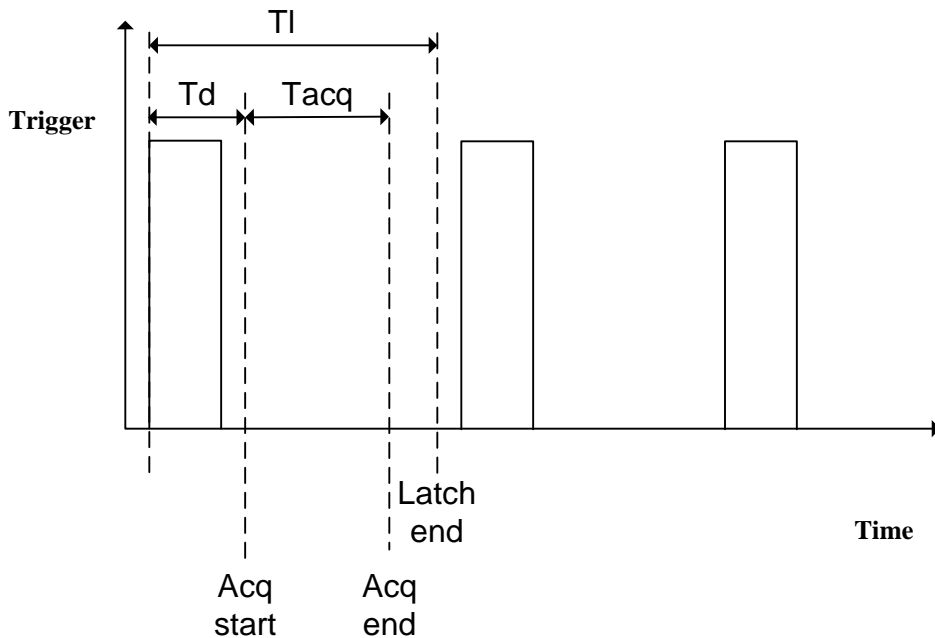 Tl
Td
Tacq
Trigger
Latch
end
Time
Acq
start
Acq
end